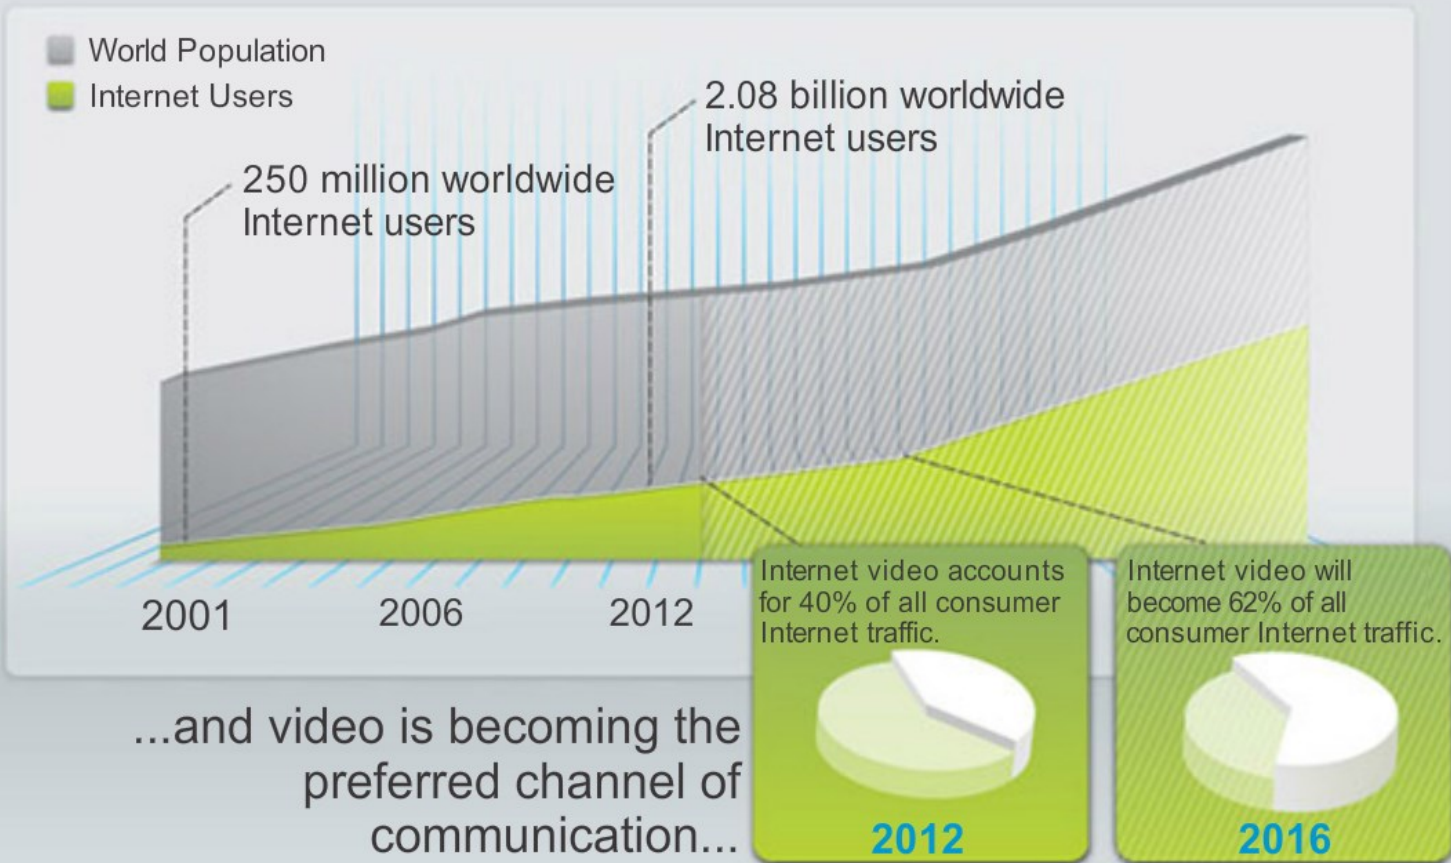 World Population
Internet Users
2.08 billion worldwide
Internet users
250 million worldwide
Internet users
2001
2006
2012
Internet video accounts
for 40% of all consumer
Internet traffic.
Internet video will
become 62% of all
consumer Internet traffic.
...and video is becoming the
preferred channel of
communication...
2012
2016